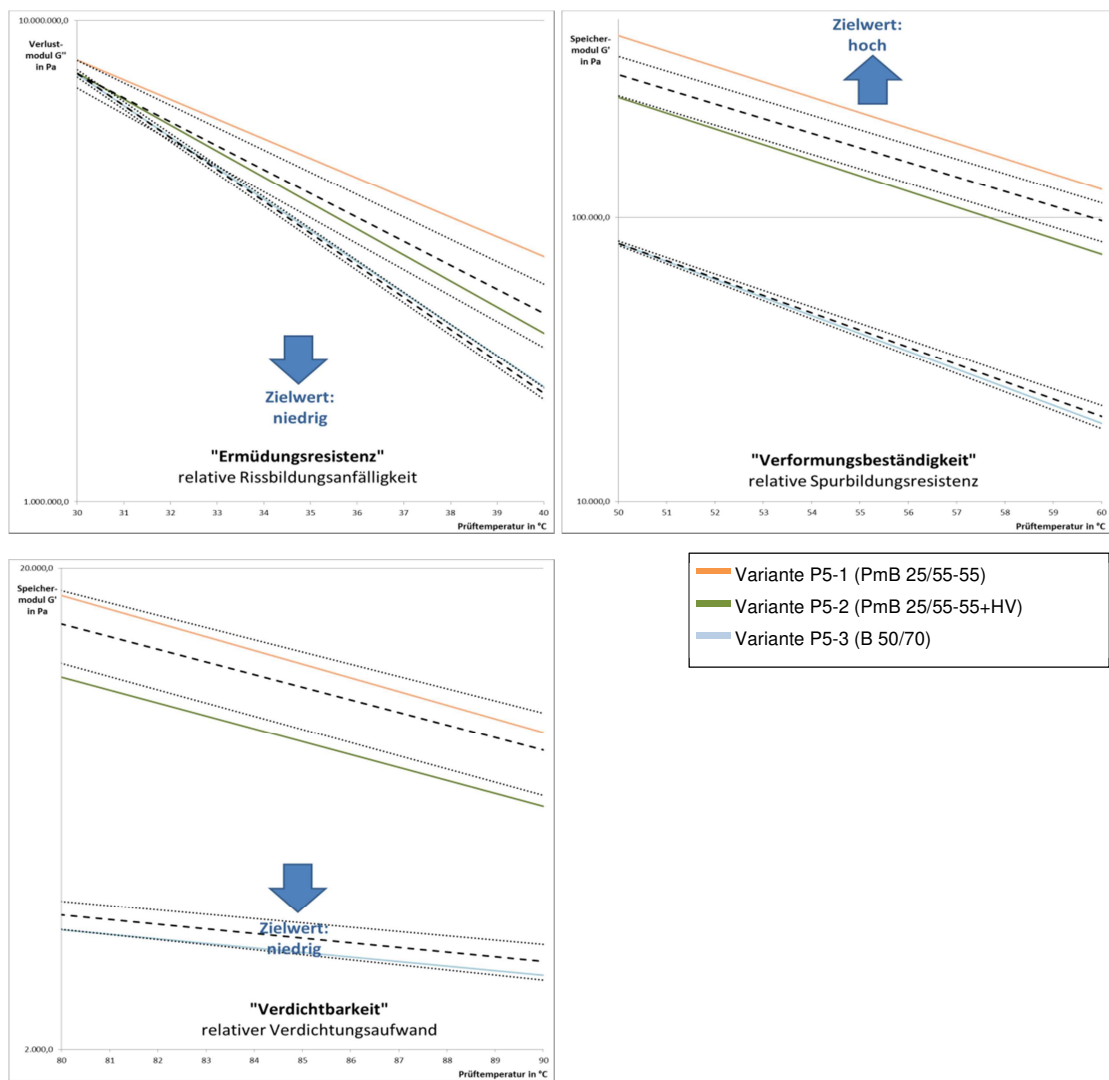 10.000.000,0
Verlust-
modul G''
in Pa
Zielwert:
niedrig
"Ermüdungsresistenz"
relative Rissbildungsanfälligkeit
1.000.000,0
30 31 32 33 34 35 36 37 38 39 40
Prüftemperatur in °C
Speicher-
modul G'
in Pa
Zielwert:
hoch
100.000,0
"Verformungsbeständigkeit"
relative Spurbildungsresistenz
10.000,0
50 51 52 53 54 55 56 57 58 59 60
Prüftemperatur in °C
20.000,0
Speicher-
modul G'
in Pa
Zielwert:
niedrig
"Verdichtbarkeit"
relativer Verdichtungsaufwand
2.000,0
80 81 82 83 84 85 86 87 88 89 90
Prüftemperatur in °C
Variante P5-1 (PmB 25/55-55)
Variante P5-2 (PmB 25/55-55+HV)
Variante P5-3 (B 50/70)